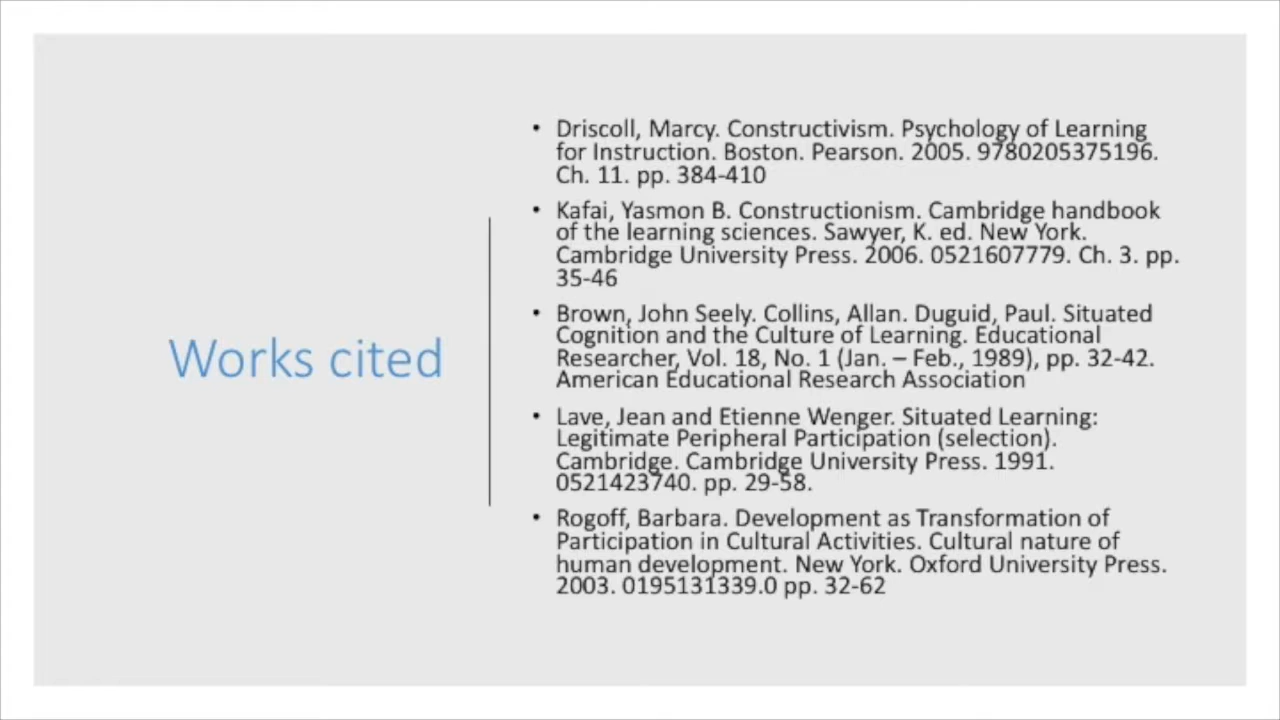 Works cited
• Driscoll, Marcy. Constructivism. Psychology of Learning
for Instruction. Boston. Pearson. 2005. 9780205375196.
Ch. 11. pp. 384-410
• Kafai, Yasmon B. Constructionism. Cambridge handbook
of the learning sciences. Sawyer, K. ed. New York.
Cambridge University Press. 2006. 0521607779. Ch. 3. pp.
35-46
• Brown, John Seely. Collins, Allan. Duguid, Paul. Situated
Cognition and the Culture of Learning. Educational
Researcher, Vol. 18, No. 1 (Jan. – Feb., 1989), pp. 32-42.
American Educational Research Association
• Lave, Jean and Etienne Wenger. Situated Learning:
Legitimate Peripheral Participation (selection).
Cambridge. Cambridge University Press. 1991.
0521423740. pp. 29-58.
• Rogoff, Barbara. Development as Transformation of
Participation in Cultural Activities. Cultural nature of
human development. New York. Oxford University Press.
2003. 0195131339.0 pp. 32-62